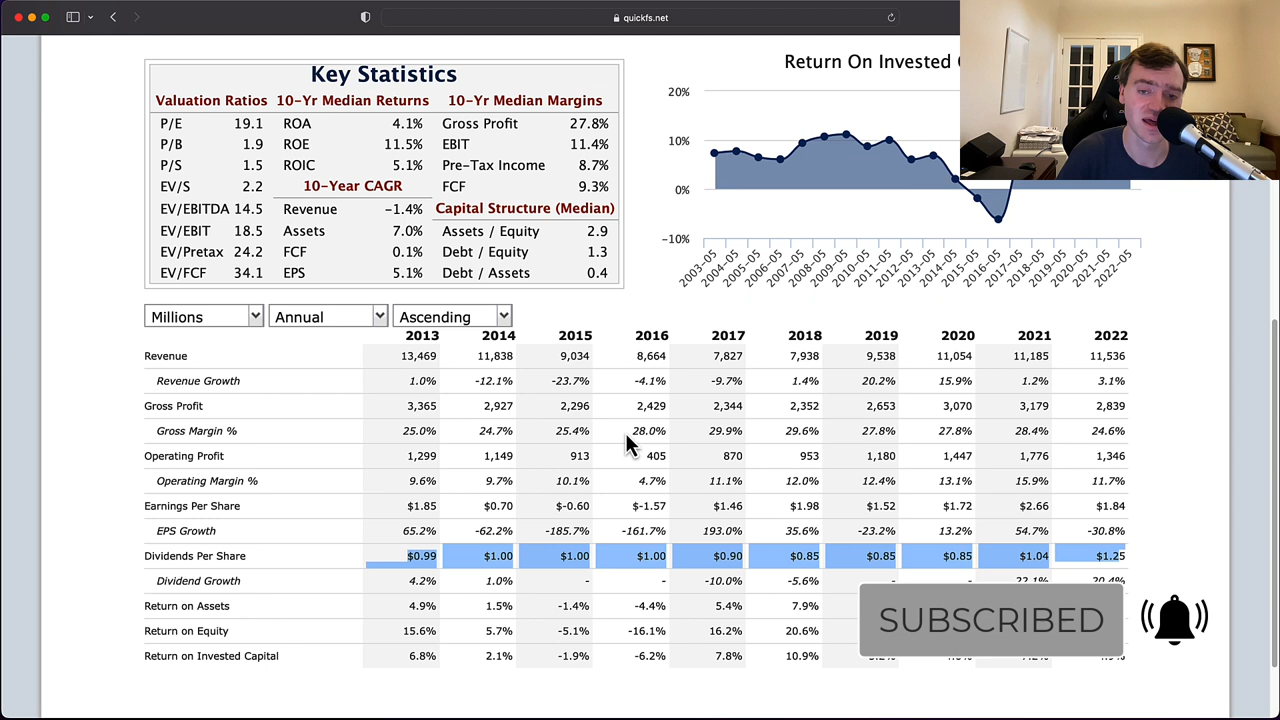 quickfs.net
Key Statistics
Valuation Ratios 10-Yr Median Returns 10-Yr Median Margins
P/E 19.1 ROA 4.1% Gross Profit 27.8%
P/B 1.9 ROE 11.5% EBIT 11.4%
P/S 1.5 ROIC 5.1% Pre-Tax Income 8.7%
EV/S 2.2 10-Year CAGR FCF 9.3%
EV/EBITDA 14.5 Revenue -1.4% Capital Structure (Median)
EV/EBIT 18.5 Assets 7.0% Assets / Equity 2.9
EV/Pretax 24.2 FCF 0.1% Debt / Equity 1.3
EV/FCF 34.1 EPS 5.1% Debt / Assets 0.4
Return On Invested
20%
10%
0%
-10%
2003-05 2004-05 2005-05 2006-05 2007-05 2008-05 2009-05 2010-05 2011-05 2012-05 2013-05 2014-05 2015-05 2016-05 2017-05 2018-05 2019-05 2020-05 2021-05 2022-05
Millions Annual Ascending
2013 2014 2015 2016 2017 2018 2019 2020 2021 2022
Revenue 13,469 11,838 9,034 8,664 7,827 7,938 9,538 11,054 11,185 11,536
Revenue Growth 1.0% -12.1% -23.7% -4.1% -9.7% 1.4% 20.2% 15.9% 1.2% 3.1%
Gross Profit 3,365 2,927 2,296 2,429 2,344 2,352 2,653 3,070 3,179 2,839
Gross Margin % 25.0% 24.7% 25.4% 28.0% 29.9% 29.6% 27.8% 27.8% 28.4% 24.6%
Operating Profit 1,299 1,149 913 405 870 953 1,180 1,447 1,776 1,346
Operating Margin % 9.6% 9.7% 10.1% 4.7% 11.1% 12.0% 12.4% 13.1% 15.9% 11.7%
Earnings Per Share $1.85 $0.70 $-0.60 $-1.57 $1.46 $1.98 $1.52 $1.72 $2.66 $1.84
EPS Growth 65.2% -62.2% -185.7% -161.7% 193.0% 35.6% -23.2% 13.2% 54.7% -30.8%
Dividends Per Share $0.99 $1.00 $1.00 $1.00 $0.90 $0.85 $0.85 $0.85 $1.04 $1.25
Dividend Growth 4.2% 1.0% - - -10.0% -5.6% - - 22.1% 20.4%
Return on Assets 4.9% 1.5% -1.4% -4.4% 5.4% 7.9%
Return on Equity 15.6% 5.7% -5.1% -16.1% 16.2% 20.6%
Return on Invested Capital 6.8% 2.1% -1.9% -6.2% 7.8% 10.9%
SUBSCRIBED